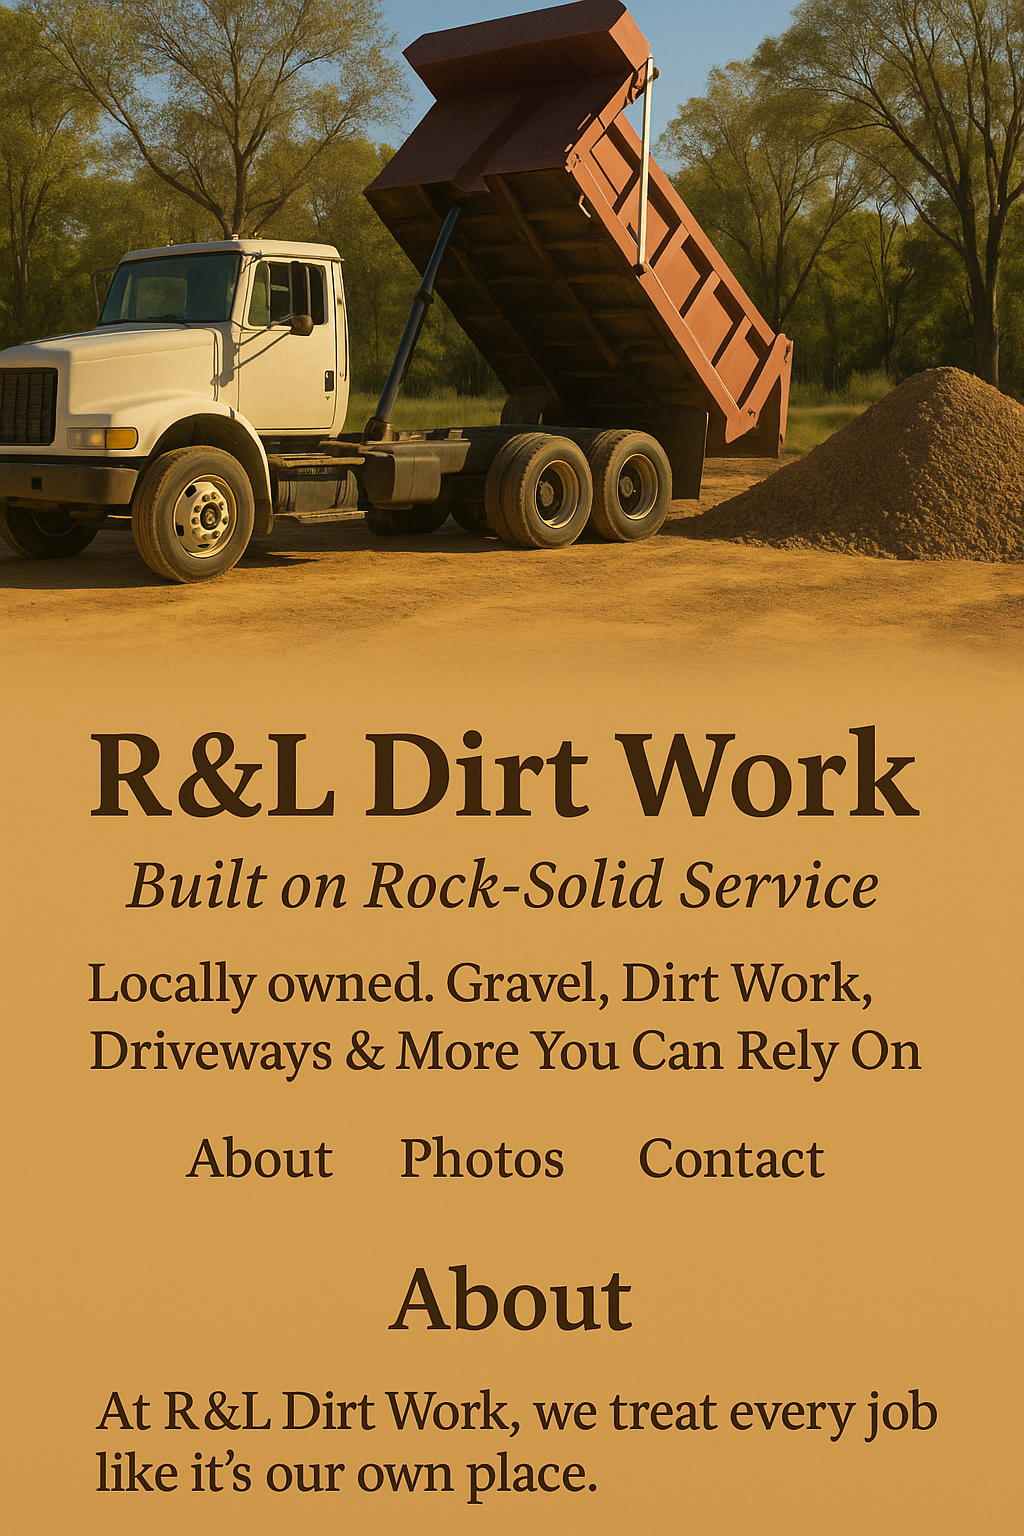 R&L Dirt Work
Built on Rock-Solid Service
Locally owned. Gravel, Dirt Work,
Driveways & More You Can Rely On
About Photos Contact
About
At R&L Dirt Work, we treat every job
like it’s our own place.